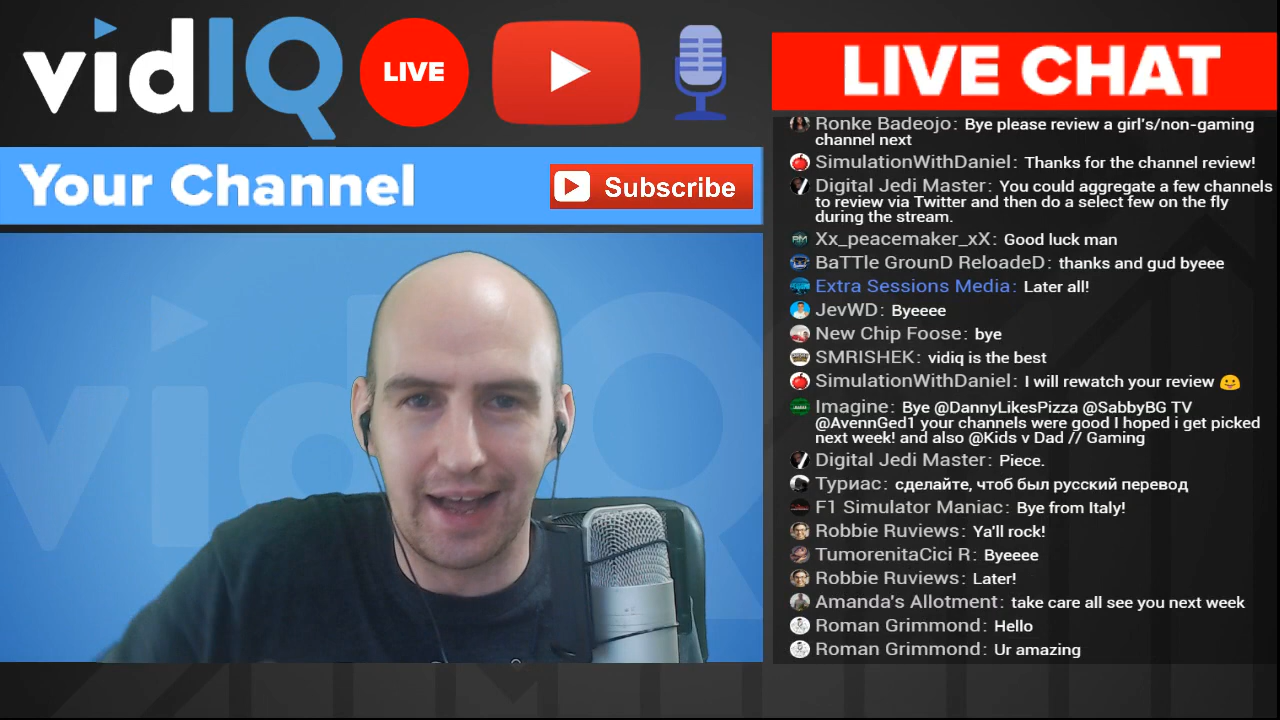 vidIQ
LIVE
LIVE CHAT
Your Channel
Subscribe
Ronke Badeojo: Bye please review a girl's/non-gaming
channel next
SimulationWithDaniel: Thanks for the channel review!
Digital Jedi Master: You could aggregate a few channels
to review via Twitter and then do a select few on the fly
during the stream.
Xx_peacemaker_xX: Good luck man
BaTTle GrounD ReloadeD: thanks and gud byeee
Extra Sessions Media: Later all!
JevWD: Byeeee
New Chip Foose: bye
SMRISHEK: vidiq is the best
SimulationWithDaniel: I will rewatch your review
Imagine: Bye @DannyLikesPizza @SabbyBG TV
@AvennGed1 your channels were good I hoped i get picked
next week! and also @Kids v Dad // Gaming
Digital Jedi Master: Piece.
Туриас: сделайте, чтоб был русский перевод
F1 Simulator Maniac: Bye from Italy!
Robbie Ruviews: Ya'll rock!
TumorenitaCici R: Byeeee
Robbie Ruviews: Later!
Amanda's Allotment: take care all see you next week
Roman Grimmond: Hello
Roman Grimmond: Ur amazing